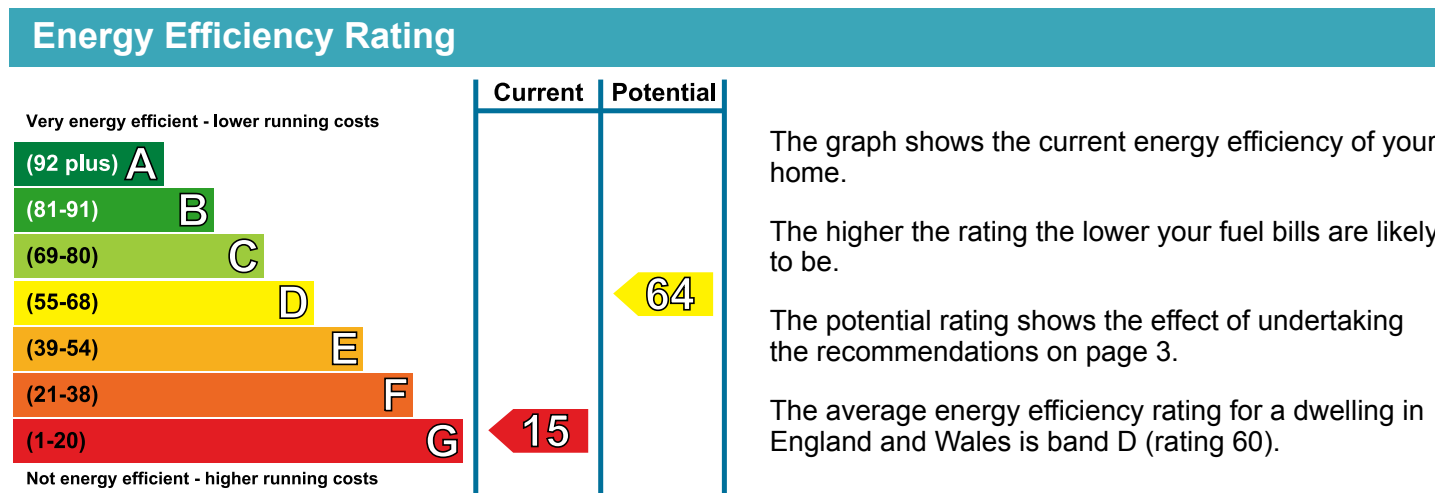 Energy Efficiency Rating
Current Potential
Very energy efficient - lower running costs
(92 plus) A
(81-91) B
(69-80) C
(55-68) D
64
(39-54) E
(21-38) F
(1-20) G
15
Not energy efficient - higher running costs
The graph shows the current energy efficiency of your
home.
The higher the rating the lower your fuel bills are likely
to be.
The potential rating shows the effect of undertaking
the recommendations on page 3.
The average energy efficiency rating for a dwelling in
England and Wales is band D (rating 60).